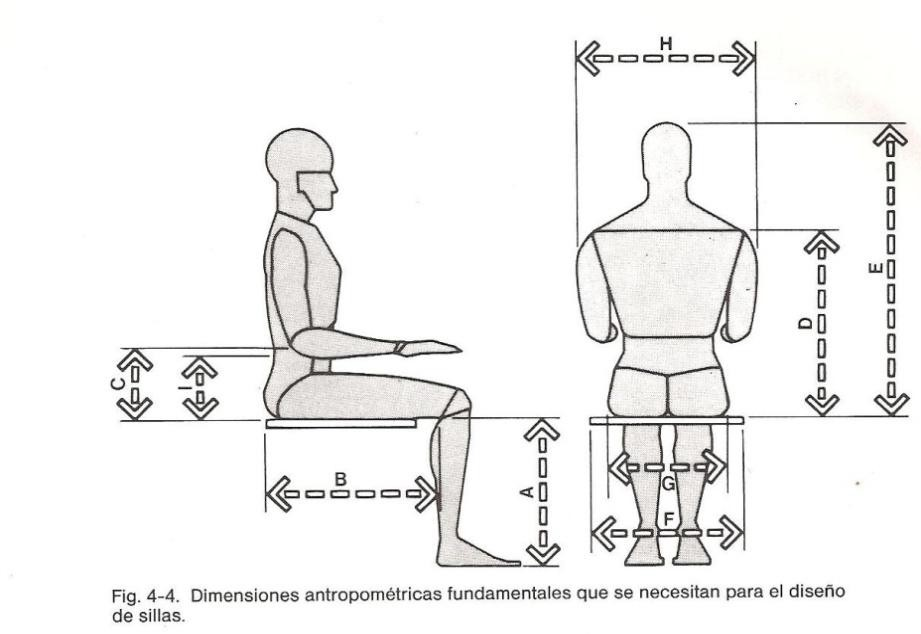 H
E
D
C
I
B
A
G
F
Fig. 4-4. Dimensiones antropométricas fundamentales que se necesitan para el diseño
de sillas.